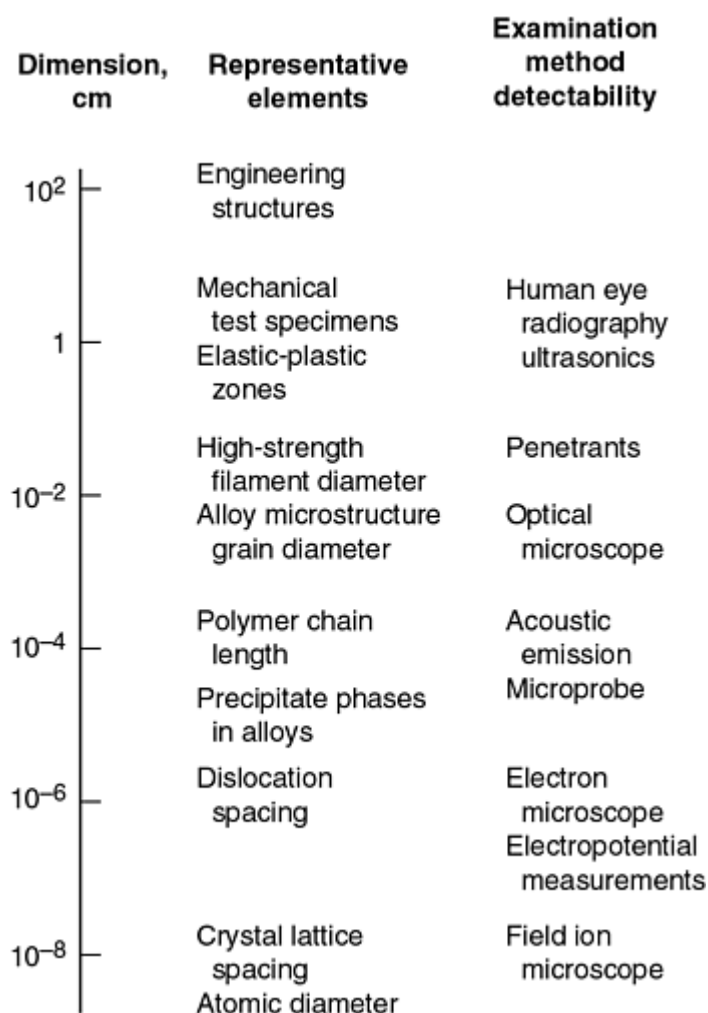 Dimension, cm
Representative elements
Examination method detectability
10² Engineering
structures
Mechanical Human eye
test specimens radiography
1 Elastic-plastic ultrasonics
zones
High-strength Penetrants
filament diameter
10⁻² Alloy microstructure Optical
grain diameter microscope
Polymer chain Acoustic
10⁻⁴ length emission
Precipitate phases Microprobe
in alloys
Dislocation Electron
10⁻⁶ spacing microscope
Electropotential
measurements
Crystal lattice Field ion
10⁻⁸ spacing microscope
Atomic diameter